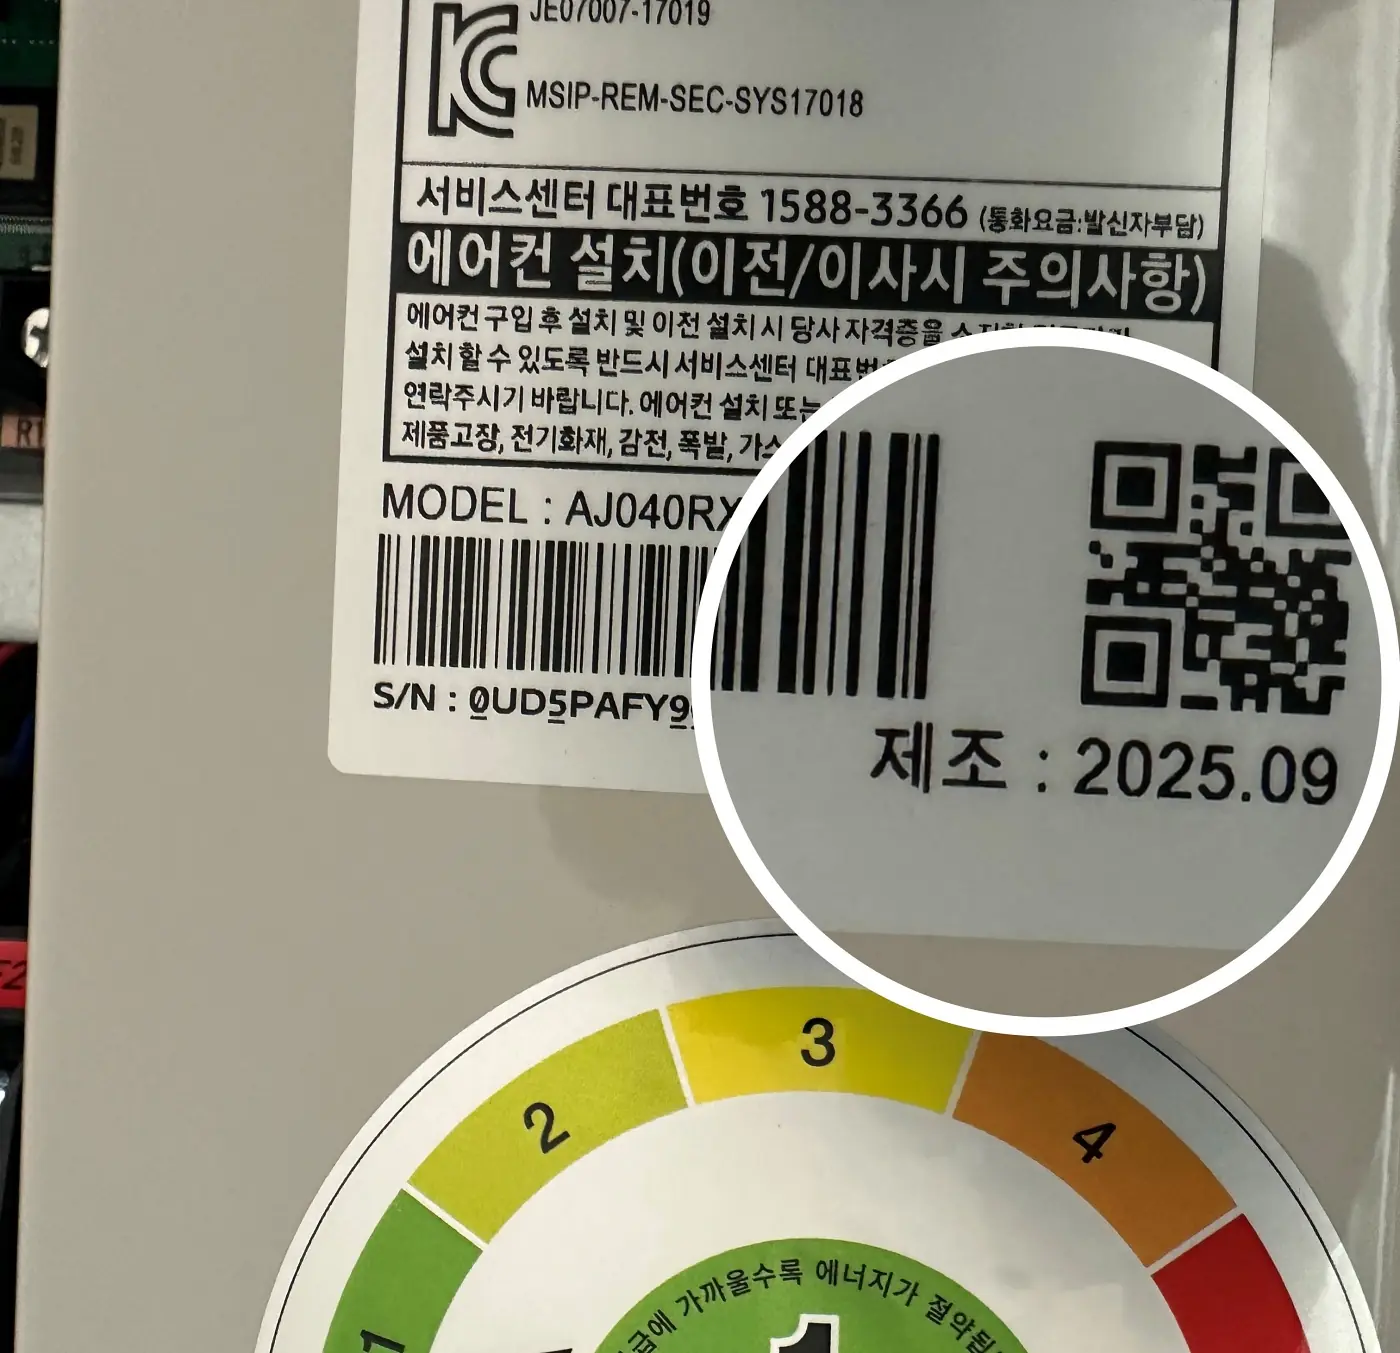 JE07007-17019
MSIP-REM-SEC-SYS17018
서비스센터 대표번호 1588-3366 (통화요금:발신자부담)
에어컨 설치(이전/이사시 주의사항)
에어컨 구입 후 설치 및 이전 설치 시 당사 자격증을
설치 할 수 있도록 반드시 서비스센터 대표번
연락주시기 바랍니다. 에어컨 설치 또는
제품고장, 전기화재, 감전, 폭발, 가스
MODEL : AJ040RX
S/N : 0UD5PAFY9
제조 : 2025.09
1
2
3
4
가까울수록 에너지가
1